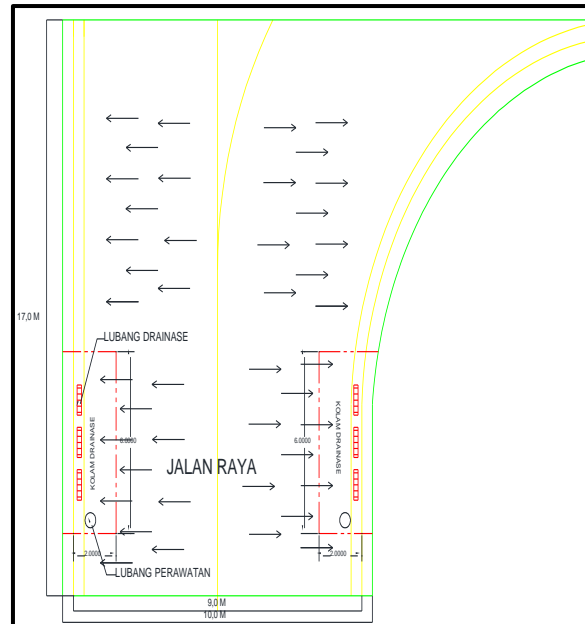 17,0 M
LUBANG DRAINASE
KOLAM DRAINASE
6.0000
JALAN RAYA
6.0000
KOLAM DRAINASE
2.0000
2.0000
LUBANG PERAWATAN
9,0 M
10,0 M